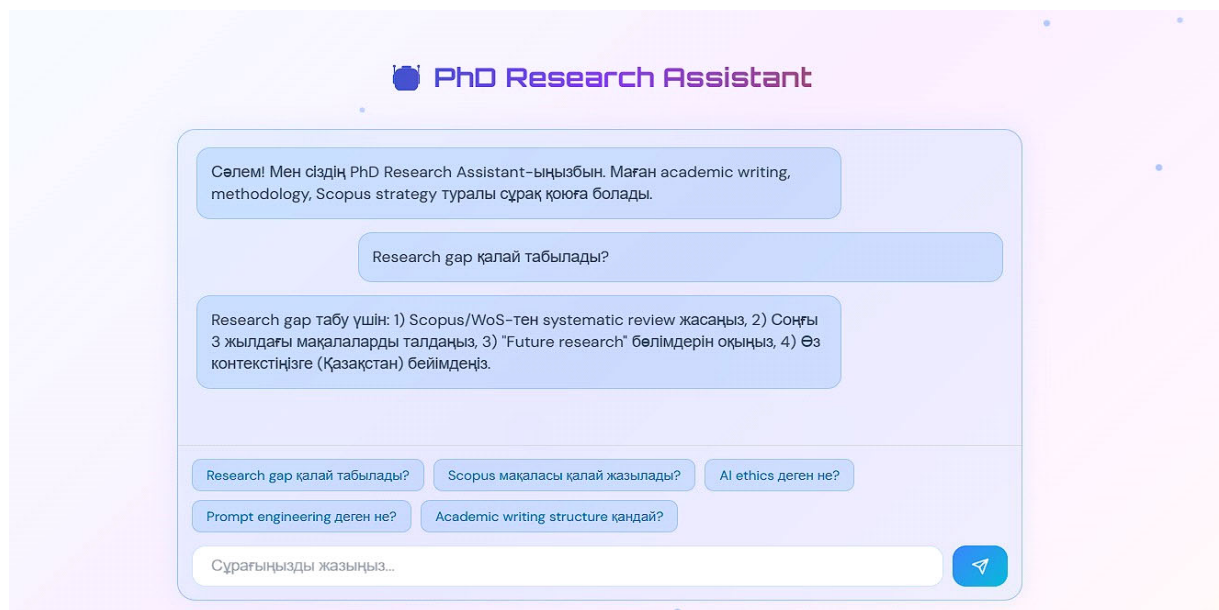 PhD Research Assistant
Сәлем! Мен сіздің PhD Research Assistant-ыңызбын. Маған academic writing,
methodology, Scopus strategy туралы сұрақ қоюға болады.
Research gap қалай табылады?
Research gap табу үшін: 1) Scopus/WoS-тен systematic review жасаңыз, 2) Соңғы
3 жылдағы мақалаларды талдаңыз, 3) "Future research" бөлімдерін оқыңыз, 4) Өз
контекстіңізге (Қазақстан) бейімдеңіз.
Research gap қалай табылады?
Scopus мақаласы қалай жазылады?
AI ethics деген не?
Prompt engineering деген не?
Academic writing structure қандай?
Сұрағыңызды жазыңыз...